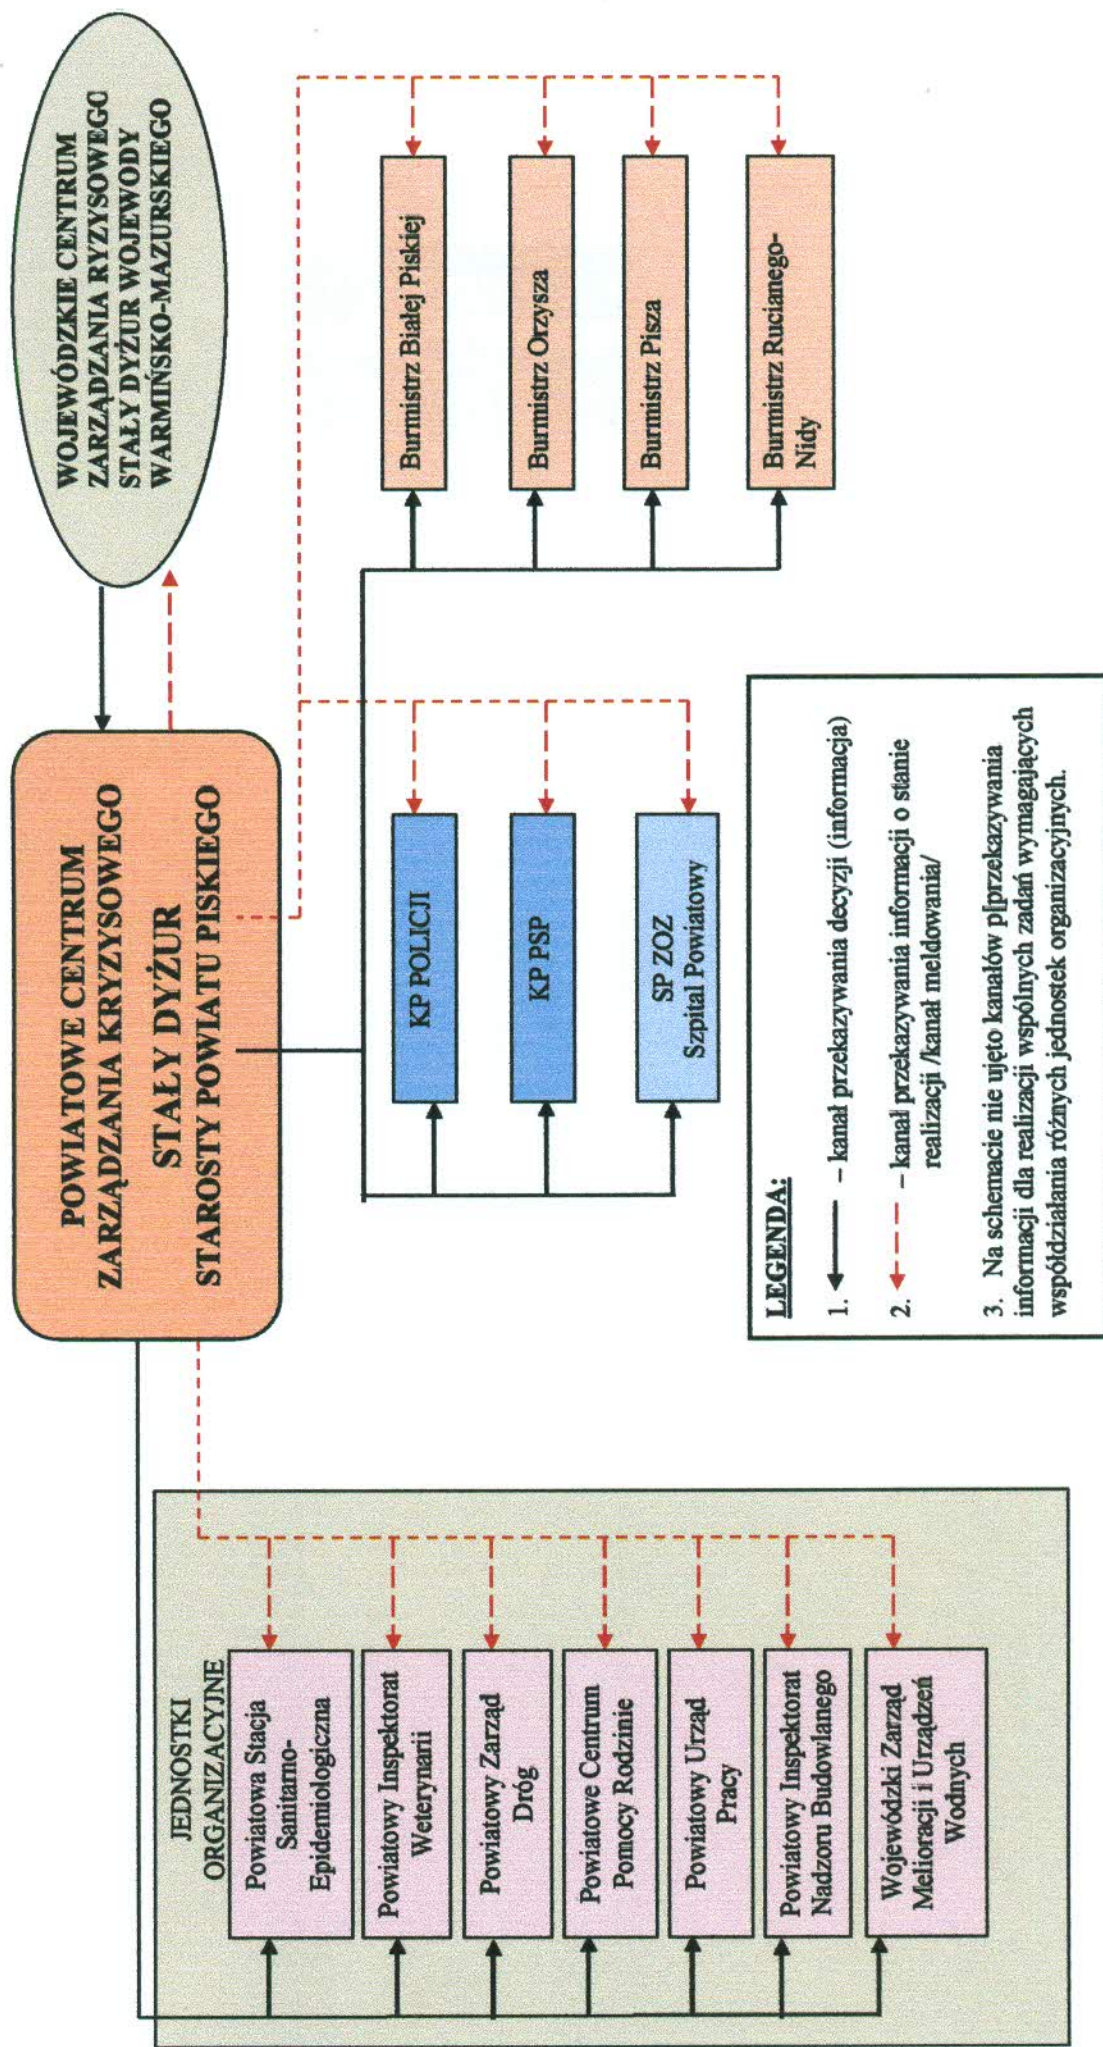 WOJEWÓDZKIE CENTRUM
ZARZĄDZANIA RYZYSOWEGO
STAŁY DYŻUR WOJEWODY
WARMIŃSKO-MAZURSKIEGO
POWIATOWE CENTRUM
ZARZĄDZANIA KRYZYSOWEGO
STAŁY DYŻUR
STAROSTY POWIATU PISKIEGO
JEDNOSTKI
ORGANIZACYJNE
Powiatowa Stacja
Sanitarno-
Epidemiologiczna
Powiatowy Inspektorat
Weterynarii
Powiatowy Zarząd
Dróg
Powiatowe Centrum
Pomocy Rodzinie
Powiatowy Urząd
Pracy
Powiatowy Inspektorat
Nadzoru Budowlanego
Wojewódzki Zarząd
Melioracji i Urządzeń
Wodnych
KP POLICJI
KP PSP
SP ZOZ
Szpital Powiatowy
Burmistrz Białej Piskiej
Burmistrz Orzysza
Burmistrz Pisza
Burmistrz Rucianego-
Nidy
LEGENDA:
1. – kanał przekazywania decyzji (informacja)
2. – kanał przekazywania informacji o stanie
realizacji /kanał meldowania/
3. Na schemacie nie ujęto kanałów p[przekazywania
informacji dla realizacji wspólnych zadań wymagających
współdziałania różnych jednostek organizacyjnych.